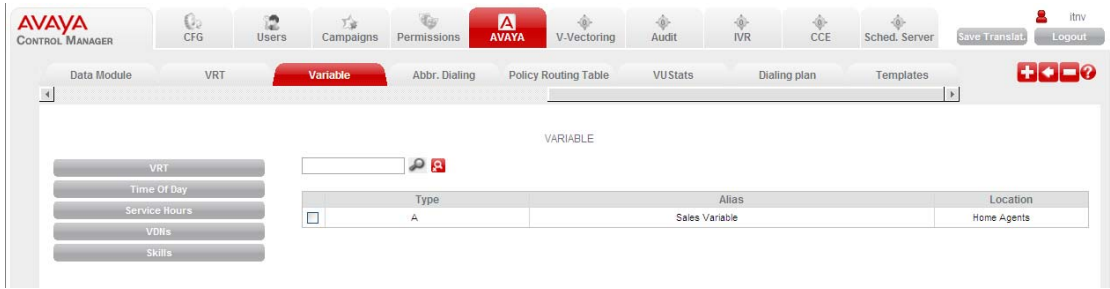 AVAYA
CONTROL MANAGER
CFG
Users
Campaigns
Permissions
A
AVAYA
V-Vectoring
Audit
IVR
CCE
Sched. Server
itnv
Save Translat.
Logout
Data Module
VRT
Variable
Abbr. Dialing
Policy Routing Table
VUStats
Dialing plan
Templates
?
VARIABLE
VRT
Time Of Day
Service Hours
VDNs
Skills
Type Alias Location
A Sales Variable Home Agents